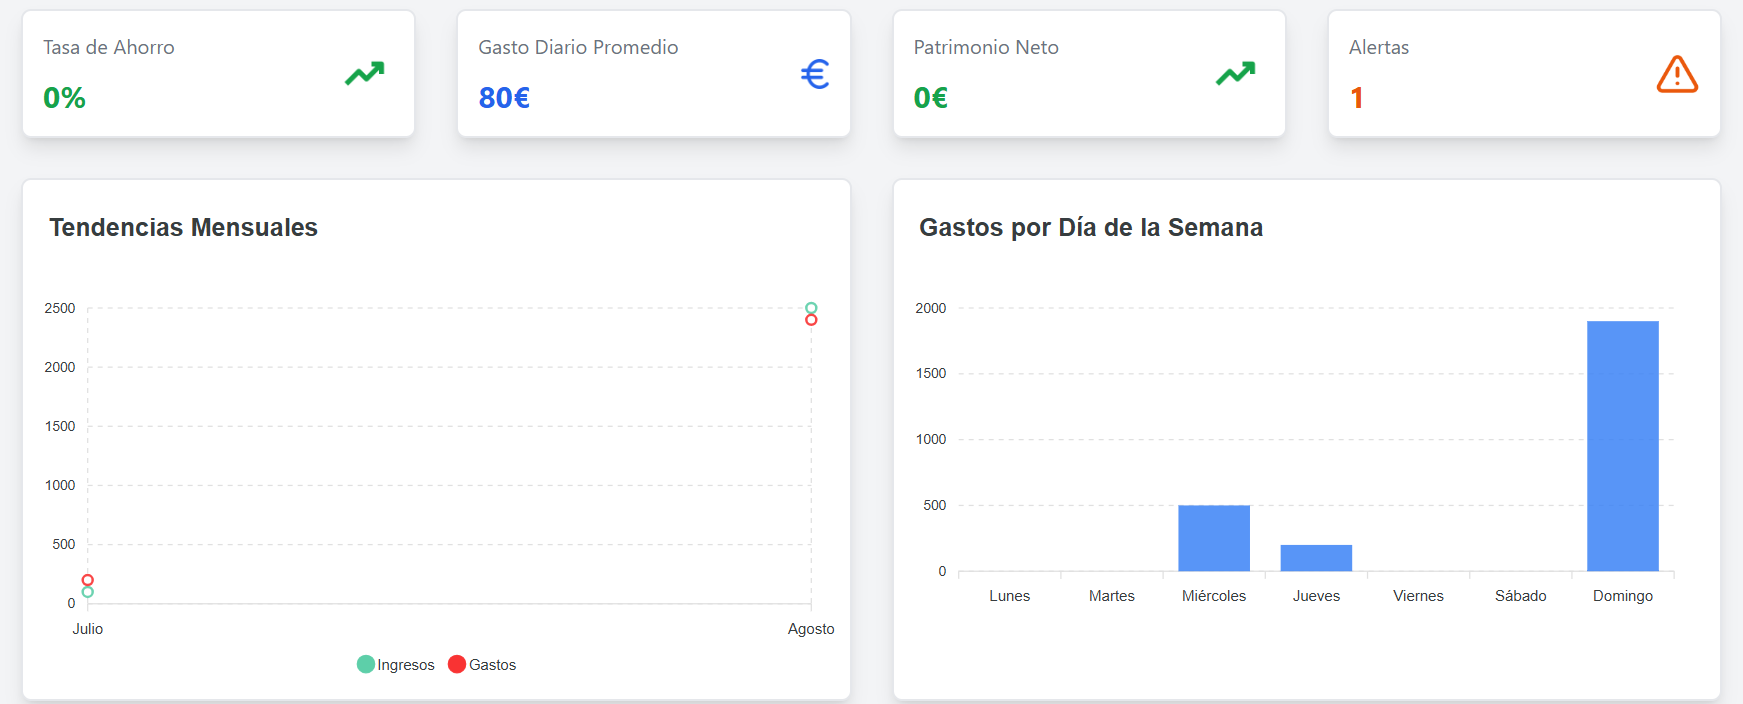 Tasa de Ahorro
0%
Gasto Diario Promedio
80€
€
Patrimonio Neto
0€
Alertas
1
Tendencias Mensuales
2500
2000
1500
1000
500
0
Julio
Agosto
Ingresos
Gastos
Gastos por Día de la Semana
2000
1500
1000
500
0
Lunes
Martes
Miércoles
Jueves
Viernes
Sábado
Domingo